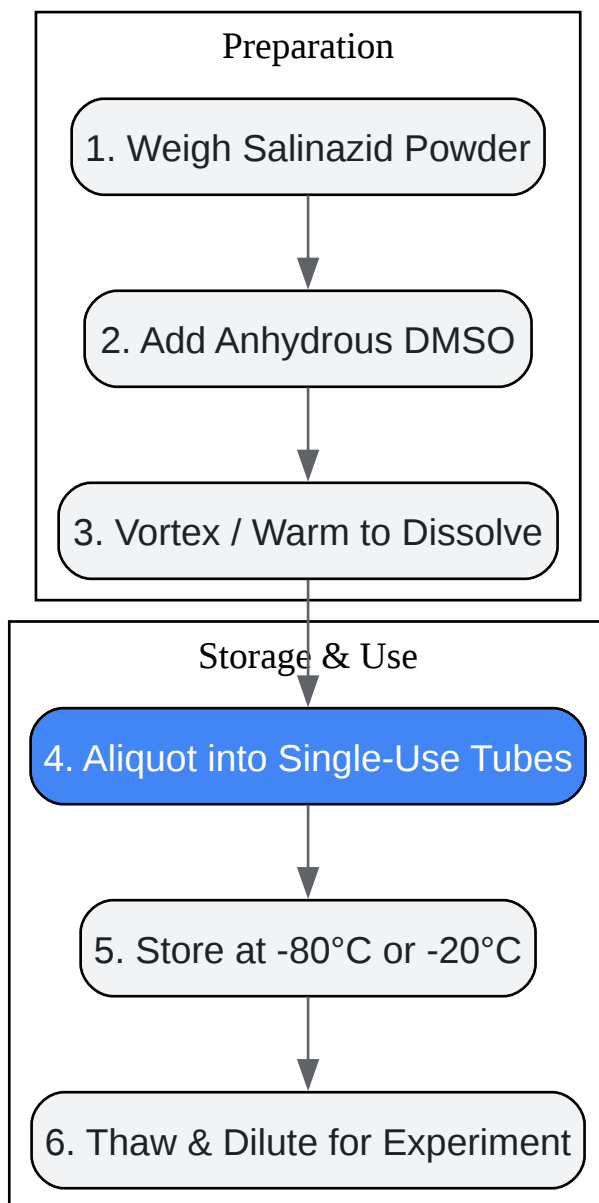 Preparation
1. Weigh Salinazid Powder
2. Add Anhydrous DMSO
3. Vortex / Warm to Dissolve
Storage & Use
4. Aliquot into Single-Use Tubes
5. Store at -80°C or -20°C
6. Thaw & Dilute for Experiment